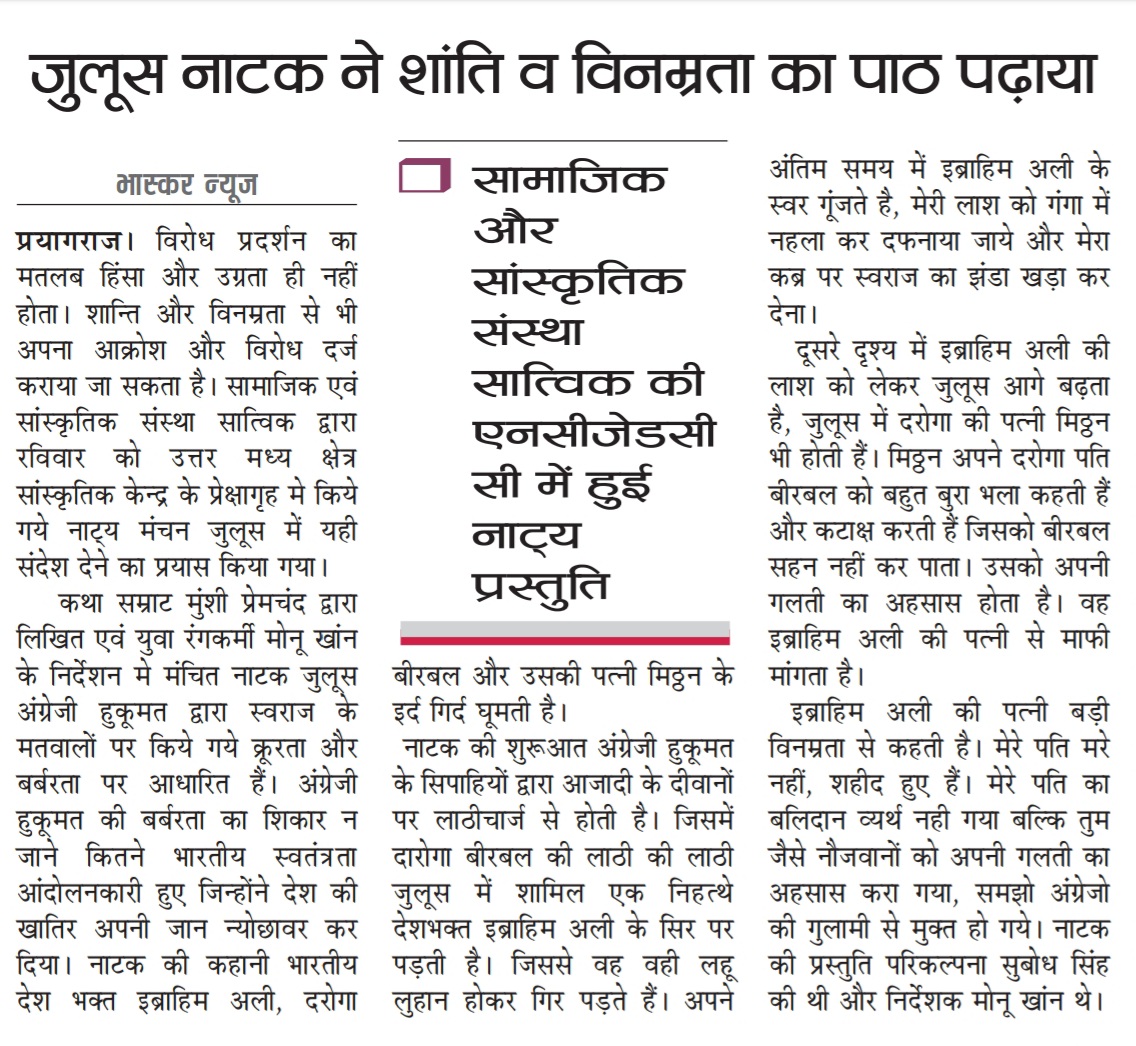 जुलूस नाटक ने शांति व विनम्रता का पाठ पढ़ाया
भास्कर न्यूज
प्रयागराज। विरोध प्रदर्शन का
मतलब हिंसा और उग्रता ही नहीं
होता। शान्ति और विनम्रता से भी
अपना आक्रोश और विरोध दर्ज
कराया जा सकता है। सामाजिक एवं
सांस्कृतिक संस्था सात्विक द्वारा
रविवार को उत्तर मध्य क्षेत्र
सांस्कृतिक केन्द्र के प्रेक्षागृह मे किये
गये नाट्य मंचन जुलूस में यही
संदेश देने का प्रयास किया गया।
कथा सम्राट मुंशी प्रेमचंद द्वारा
लिखित एवं युवा रंगकर्मी मोनू खांन
के निर्देशन मे मंचित नाटक जुलूस
अंग्रेजी हुकूमत द्वारा स्वराज के
मतवालों पर किये गये क्रूरता और
बर्बरता पर आधारित हैं। अंग्रेजी
हुकूमत की बर्बरता का शिकार न
जाने कितने भारतीय स्वतंत्रता
आंदोलनकारी हुए जिन्होंने देश की
खातिर अपनी जान न्योछावर कर
दिया। नाटक की कहानी भारतीय
देश भक्त इब्राहिम अली, दरोगा
सामाजिक
और
सांस्कृतिक
संस्था
सात्विक की
एनसीजेडसी
सी में हुई
नाट्य
प्रस्तुति
बीरबल और उसकी पत्नी मिठ्ठन के
इर्द गिर्द घूमती है।
नाटक की शुरूआत अंग्रेजी हुकूमत
के सिपाहियों द्वारा आजादी के दीवानों
पर लाठीचार्ज से होती है। जिसमें
दारोगा बीरबल की लाठी की लाठी
जुलूस में शामिल एक निहत्थे
देशभक्त इब्राहिम अली के सिर पर
पड़ती है। जिससे वह वही लहू
लुहान होकर गिर पड़ते हैं। अपने
अंतिम समय में इब्राहिम अली के
स्वर गूंजते है, मेरी लाश को गंगा में
नहला कर दफनाया जाये और मेरा
कब्र पर स्वराज का झंडा खड़ा कर
देना।
दूसरे दृश्य में इब्राहिम अली की
लाश को लेकर जुलूस आगे बढ़ता
है, जुलूस में दरोगा की पत्नी मिठ्ठन
भी होती हैं। मिठ्ठन अपने दरोगा पति
बीरबल को बहुत बुरा भला कहती हैं
और कटाक्ष करती हैं जिसको बीरबल
सहन नहीं कर पाता। उसको अपनी
गलती का अहसास होता है। वह
इब्राहिम अली की पत्नी से माफी
मांगता है।
इब्राहिम अली की पत्नी बड़ी
विनम्रता से कहती है। मेरे पति मरे
नहीं, शहीद हुए हैं। मेरे पति का
बलिदान व्यर्थ नही गया बल्कि तुम
जैसे नौजवानों को अपनी गलती का
अहसास करा गया, समझो अंग्रेजो
की गुलामी से मुक्त हो गये। नाटक
की प्रस्तुति परिकल्पना सुबोध सिंह
की थी और निर्देशक मोनू खांन थे।